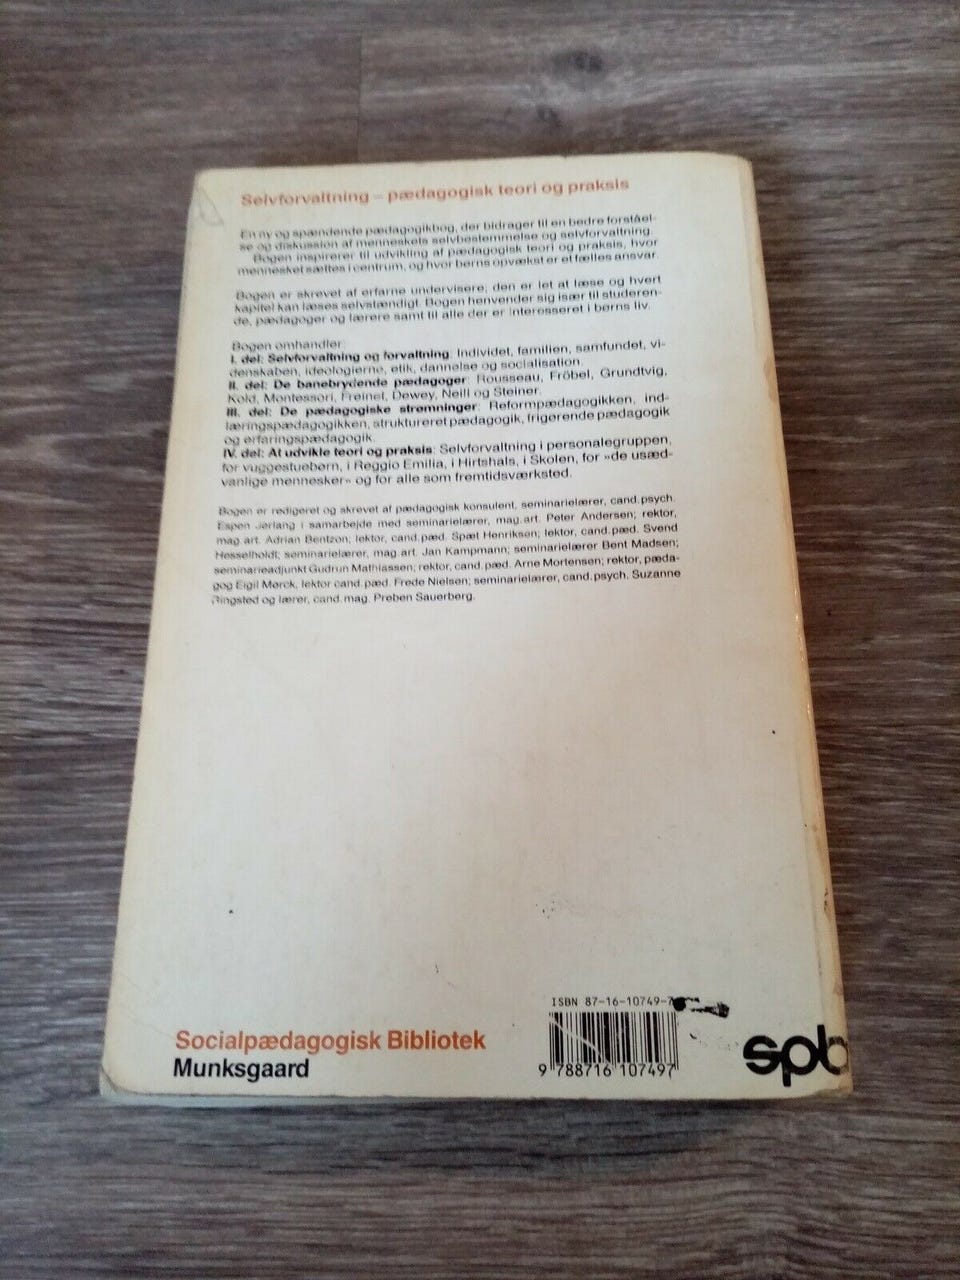 Selvforvaltning – pædagogisk teori og praksis
En ny og spændende pædagogikbog, der bidrager til en bedre forståel-
se og diskussion af menneskets selvbestemmelse og selvforvaltning.
Bogen inspirerer til udvikling af pædagogisk teori og praksis, hvor
mennesket sættes i centrum, og hvor børns opvækst er et fælles ansvar.
Bogen er skrevet af erfarne undervisere; den er let at læse og hvert
kapitel kan læses selvstændigt. Bogen henvender sig især til studeren-
de, pædagoger og lærere samt til alle der er interesseret i børns liv.
Bogen omhandler:
I. del: Selvforvaltning og forvaltning: Individet, familien, samfundet, vi-
denskaben, ideologierne, etik, dannelse og socialisation.
II. del: De banebrydende pædagoger: Rousseau, Fröbel, Grundtvig,
Kold, Montessori, Freinet, Dewey, Neill og Steiner.
III. del: De pædagogiske strømninger: Reformpædagogikken, ind-
læringspædagogikken, struktureret pædagogik, frigørende pædagogik
og erfaringspædagogik.
IV. del: At udvikle teori og praksis: Selvforvaltning i personalegruppen,
for vuggestuebørn, i Reggio Emilia, i Hirtshals, i Skolen, for »de usæd-
vanlige mennesker« og for alle som fremtidsværksted.
Bogen er redigeret og skrevet af pædagogisk konsulent, seminarielærer, cand.psych.
Espen Jerlang i samarbejde med seminarielærer, mag.art. Peter Andersen; rektor,
mag.art. Adrian Bentzon; lektor, cand.pæd. Spæt Henriksen; lektor, cand.pæd. Svend
Hesselholdt; seminarielærer, mag.art. Jan Kampmann; seminarielærer Bent Madsen;
seminarieadjunkt Gudrun Mathiassen; rektor, cand.pæd. Arne Mortensen; rektor, pæda-
gog Eigil Mørck, lektor cand.pæd. Frede Nielsen; seminarielærer, cand.psych. Suzanne
Ringsted og lærer, cand.mag. Preben Sauerberg.
ISBN 87-16-10749-7
9 788716 107497
Socialpædagogisk Bibliotek
Munksgaard
spb